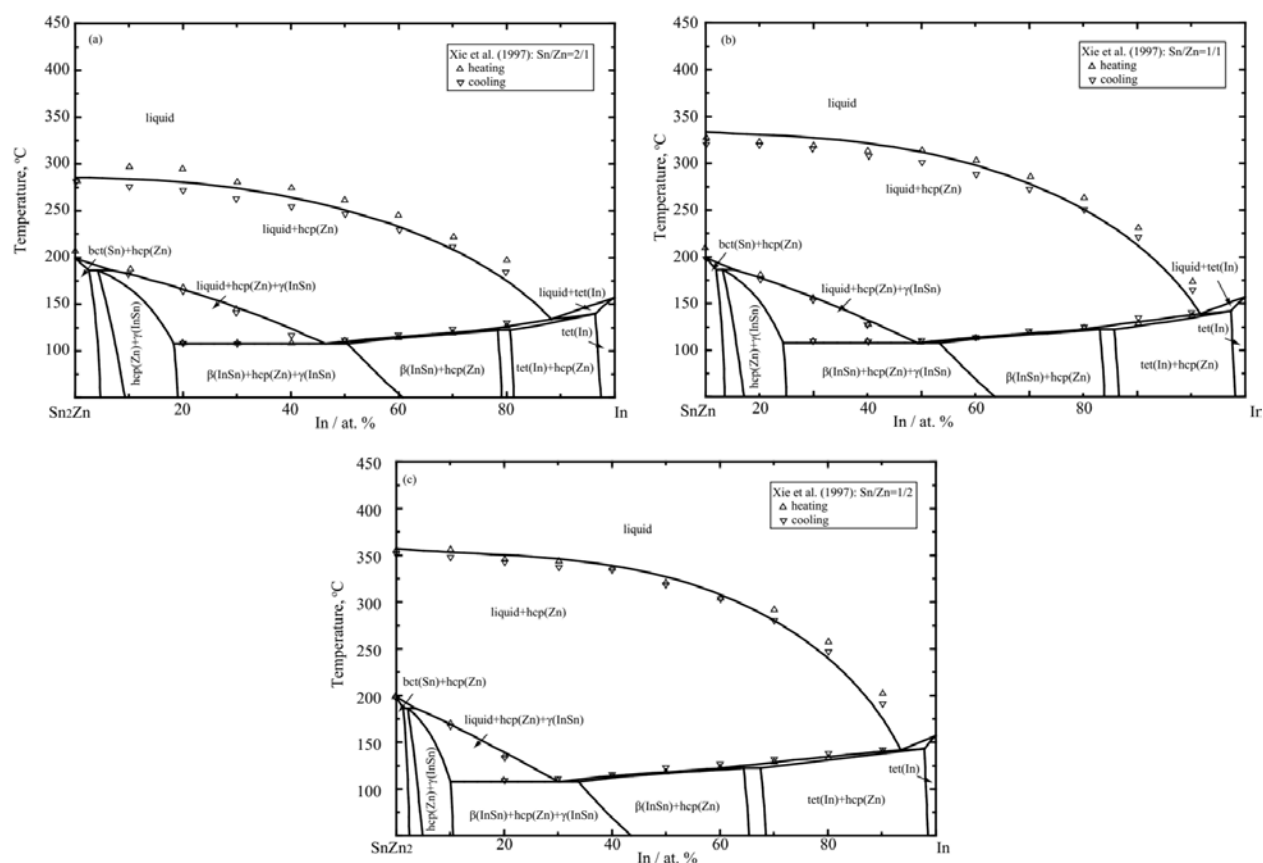 (a)
Xie et al. (1997): Sn/Zn=2/1
heating
cooling
450
400
350
300
250
200
150
100
Temperature, °C
liquid
liquid+hcp(Zn)
bct(Sn)+hcp(Zn)
liquid+hcp(Zn)+γ(InSn)
liquid+tet(In)
tet(In)
hcp(Zn)+γ(InSn)
β(InSn)+hcp(Zn)+γ(InSn)
β(InSn)+hcp(Zn)
tet(In)+hcp(Zn)
Sn2Zn
20
40
60
80
In
In / at. %
(b)
Xie et al. (1997): Sn/Zn=1/1
heating
cooling
450
400
350
300
250
200
150
100
Temperature, °C
liquid
liquid+hcp(Zn)
bct(Sn)+hcp(Zn)
liquid+tet(In)
liquid+hcp(Zn)+γ(InSn)
tet(In)
hcp(Zn)+γ(InSn)
β(InSn)+hcp(Zn)+γ(InSn)
β(InSn)+hcp(Zn)
tet(In)+hcp(Zn)
SnZn
20
40
60
80
In
In / at. %
(c)
Xie et al. (1997): Sn/Zn=1/2
heating
cooling
450
400
350
300
250
200
150
100
Temperature, °C
liquid
liquid+hcp(Zn)
bct(Sn)+hcp(Zn)
liquid+hcp(Zn)+γ(InSn)
hcp(Zn)+γ(InSn)
tet(In)
β(InSn)+hcp(Zn)+γ(InSn)
β(InSn)+hcp(Zn)
tet(In)+hcp(Zn)
SnZn2
20
40
60
80
In
In / at. %